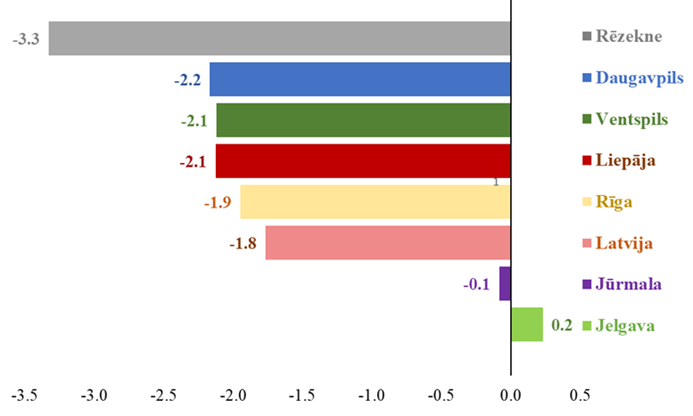 -3.3 Rēzekne
-2.2 Daugavpils
-2.1 Ventspils
-2.1 Liepāja
1
-1.9 Rīga
-1.8 Latvija
-0.1 Jūrmala
0.2 Jelgava
-3.5 -3.0 -2.5 -2.0 -1.5 -1.0 -0.5 0.0 0.5